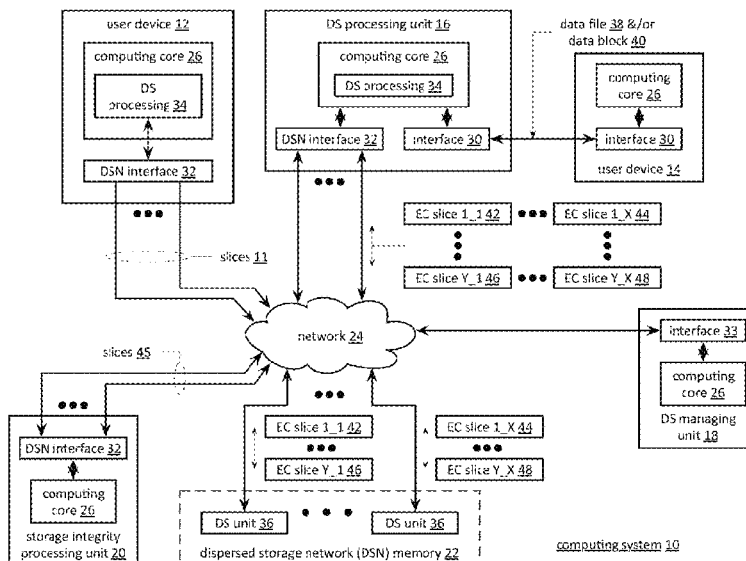 user device 12
computing core 26
DS
processing 34
DSN interface 32
slices 11
DS processing unit 16
computing core 26
DS processing 34
DSN interface 32
interface 30
data file 38 &/or
data block 40
computing
core 26
interface 30
user device 14
EC slice 1_1 42
EC slice 1_X 44
EC slice Y_1 46
EC slice Y_X 48
network 24
interface 33
computing
core 26
DS managing
unit 18
slices 45
DSN interface 32
computing
core 26
storage integrity
processing unit 20
EC slice 1_1 42
EC slice 1_X 44
EC slice Y_1 46
EC slice Y_X 48
DS unit 36
DS unit 36
dispersed storage network (DSN) memory 22
computing system 10